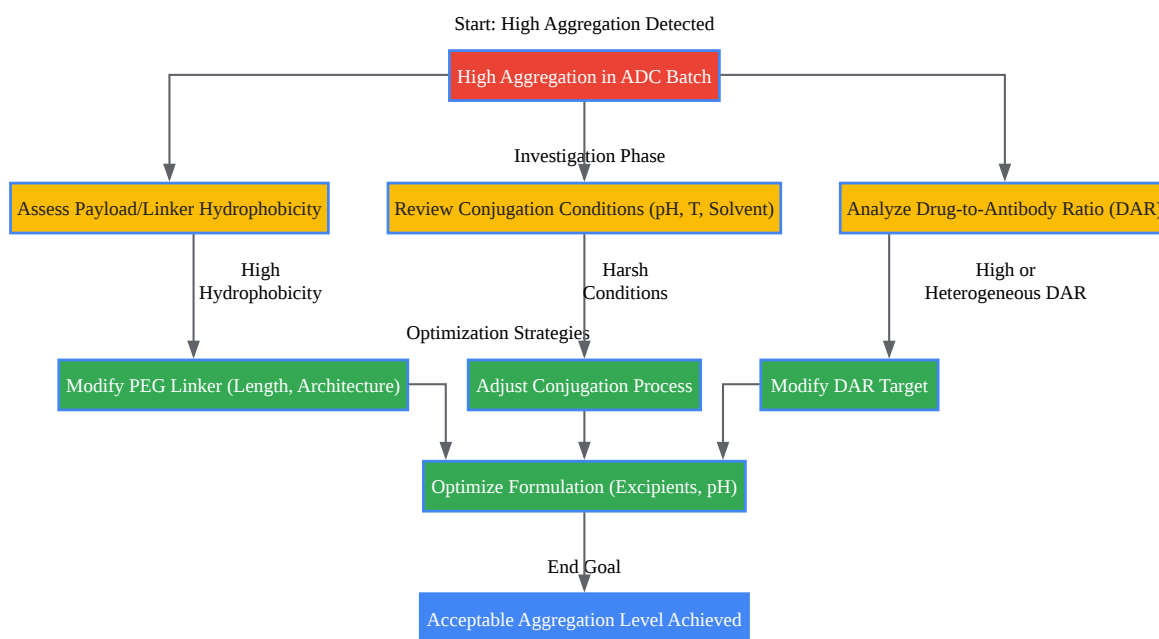 Start: High Aggregation Detected
High Aggregation in ADC Batch
Investigation Phase
Assess Payload/Linker Hydrophobicity
Review Conjugation Conditions (pH, T, Solvent)
Analyze Drug-to-Antibody Ratio (DAR)
High
Hydrophobicity
Harsh
Conditions
High or
Heterogeneous DAR
Optimization Strategies
Modify PEG Linker (Length, Architecture)
Adjust Conjugation Process
Modify DAR Target
Optimize Formulation (Excipients, pH)
End Goal
Acceptable Aggregation Level Achieved